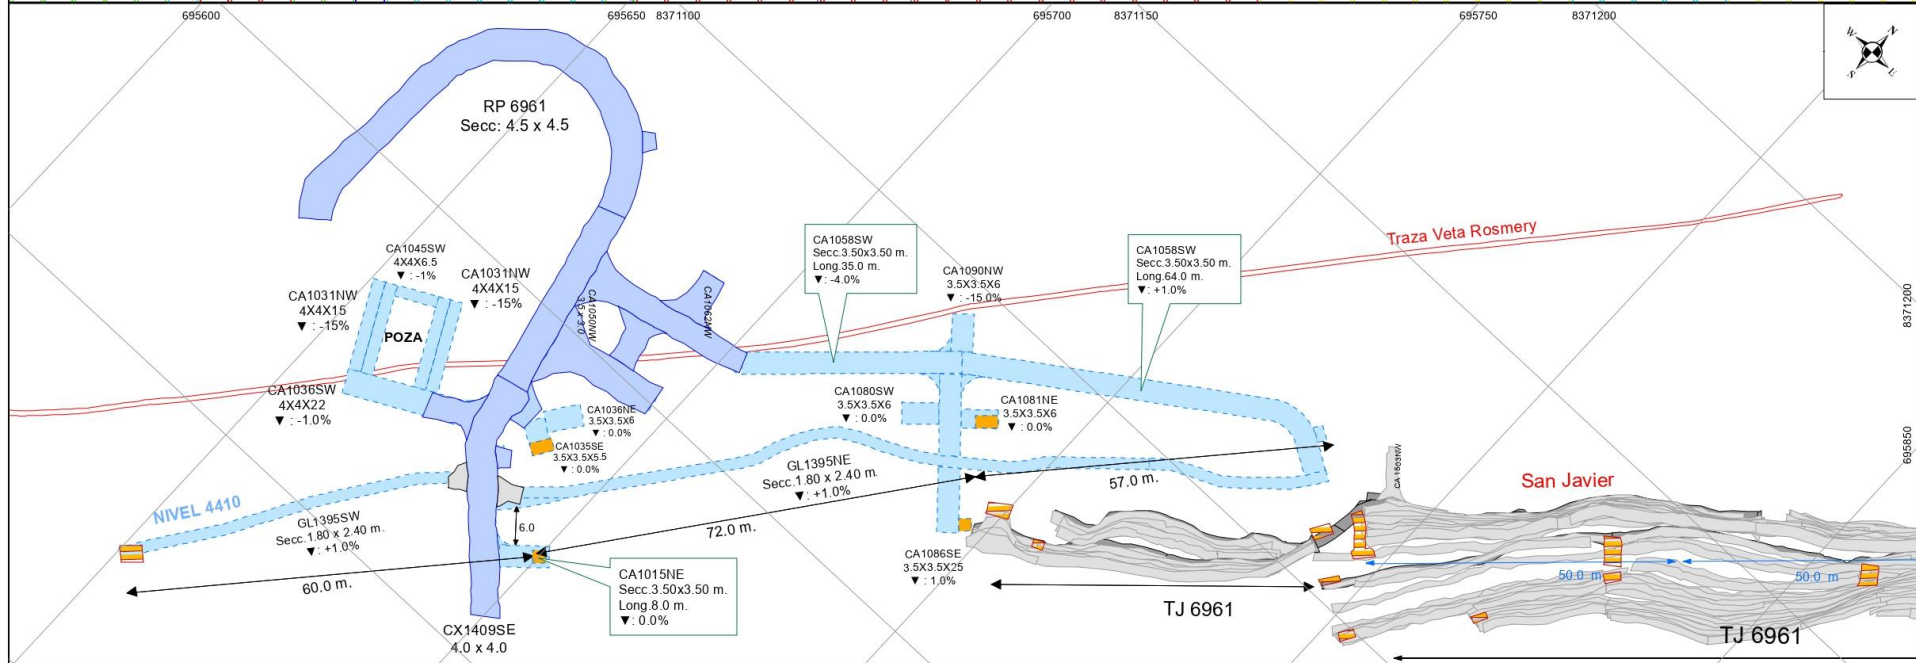 695600
695650
8371100
695700
8371150
695750
8371200
W
N
S
E
RP 6961
Secc: 4.5 x 4.5
Traza Veta Rosmery
CA1045SW
4X4X6.5
▼ : -1%
CA1031NW
4X4X15
▼ : -15%
CA1031NW
4X4X15
▼ : -15%
POZA
CA1036SW
4X4X22
▼ : -1.0%
CA1050NW
3.5 x 3.0
CA1062NW
CA1058SW
Secc.3.50x3.50 m.
Long.35.0 m.
▼: -4.0%
CA1090NW
3.5X3.5X6
▼ : -15.0%
CA1058SW
Secc.3.50x3.50 m.
Long.64.0 m.
▼: +1.0%
8371200
CA1036NE
3.5X3.5X6
▼ : 0.0%
CA1035SE
3.5X3.5X5.5
▼ : 0.0%
CA1080SW
3.5X3.5X6
▼ : 0.0%
CA1081NE
3.5X3.5X6
▼ : 0.0%
695850
GL1395NE
Secc.1.80 x 2.40 m.
▼: +1.0%
57.0 m.
CA 1503NW
San Javier
NIVEL 4410
GL1395SW
Secc.1.80 x 2.40 m.
▼: +1.0%
6.0
72.0 m.
60.0 m.
CA1086SE
3.5X3.5X25
▼ : 1.0%
CA1015NE
Secc.3.50x3.50 m.
Long.8.0 m.
▼: 0.0%
50.0 m
50.0 m
TJ 6961
TJ 6961
CX1409SE
4.0 x 4.0